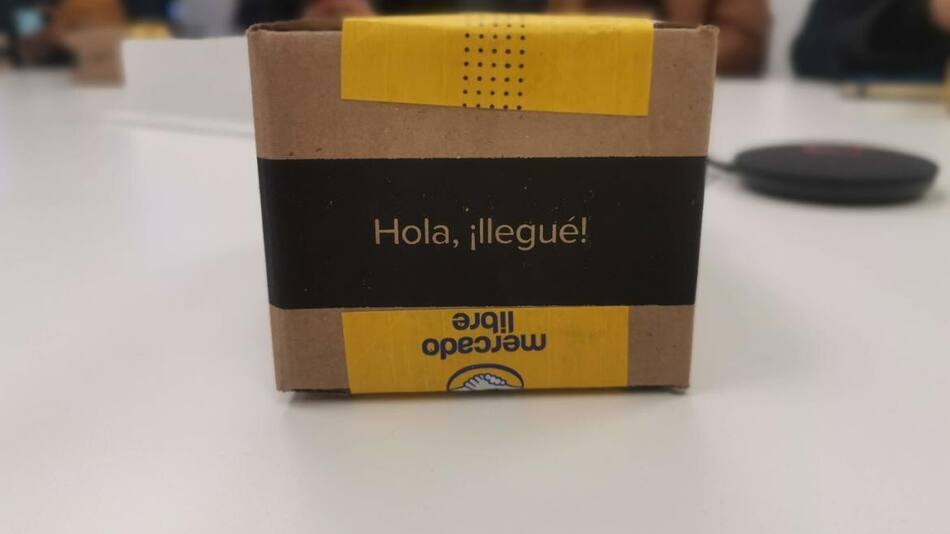 Hola, ¡llegué!
mercado
libre